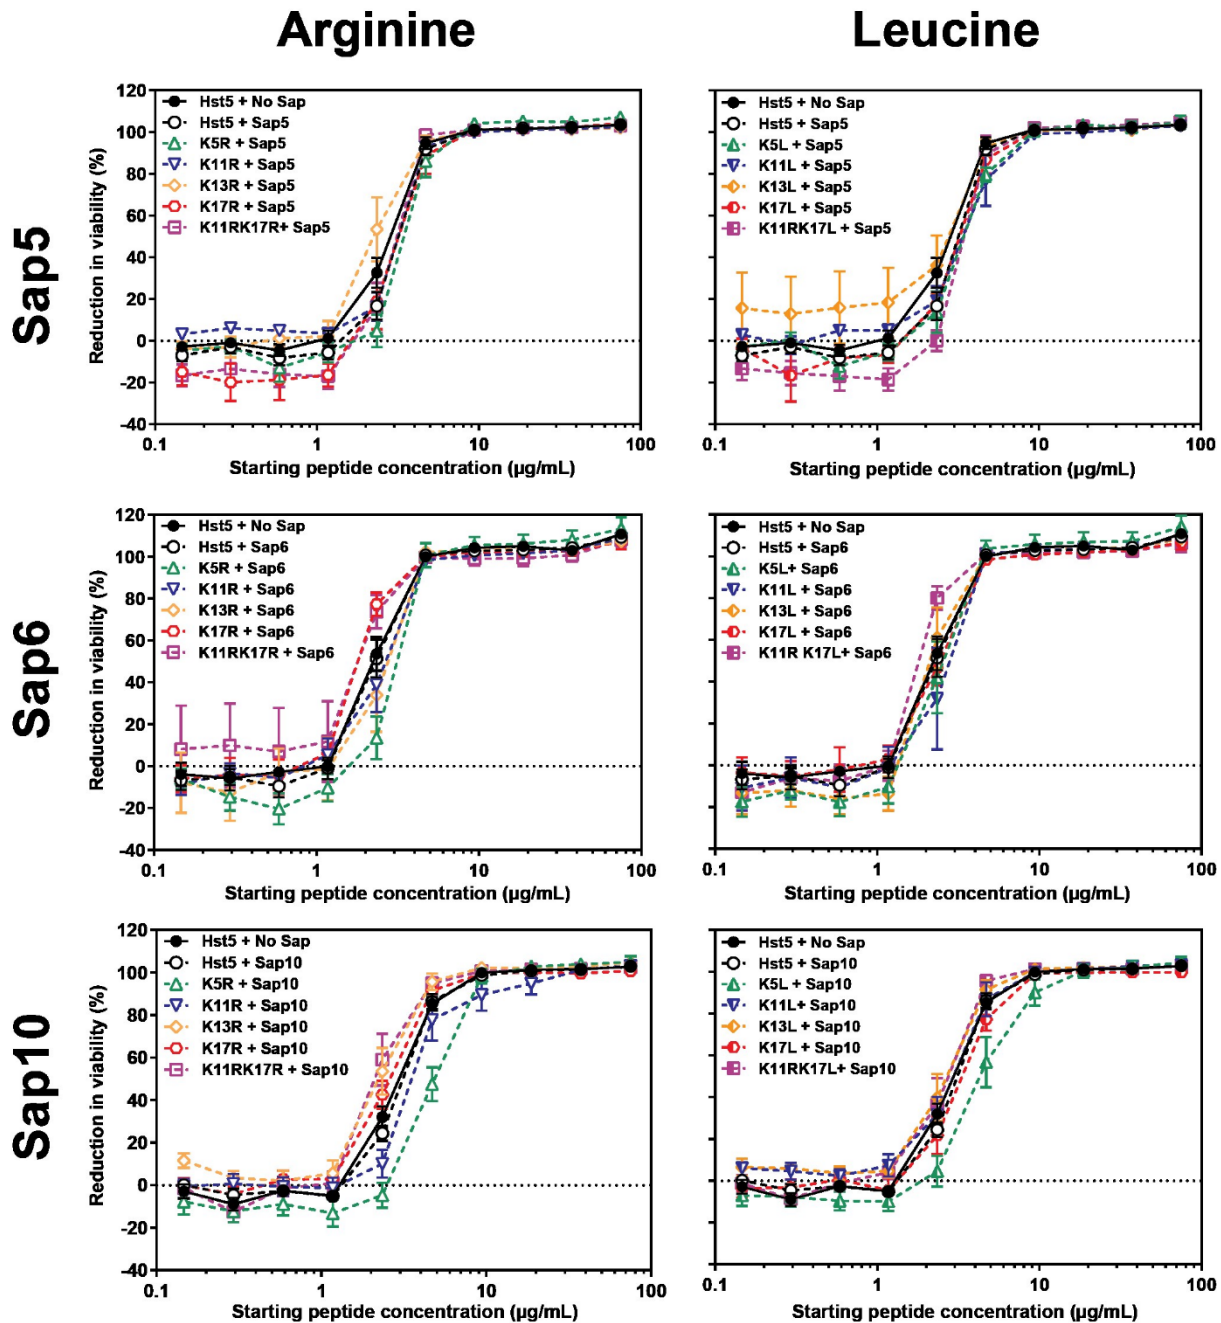 Arginine
Leucine
Sap5
120
100
80
60
40
20
0
-20
-40
Reduction in viability (%)
Hst5 + No Sap
Hst5 + Sap5
K5R + Sap5
K11R + Sap5
K13R + Sap5
K17R + Sap5
K11RK17R+ Sap5
0.1
1
10
100
Starting peptide concentration (µg/mL)
Hst5 + No Sap
Hst5 + Sap5
K5L + Sap5
K11L + Sap5
K13L + Sap5
K17L + Sap5
K11RK17L + Sap5
0.1
1
10
100
Starting peptide concentration (µg/mL)
Sap6
120
100
80
60
40
20
0
-20
-40
Reduction in viability (%)
Hst5 + No Sap
Hst5 + Sap6
K5R + Sap6
K11R + Sap6
K13R + Sap6
K17R + Sap6
K11RK17R + Sap6
0.1
1
10
100
Starting peptide concentration (µg/mL)
Hst5 + No Sap
Hst5 + Sap6
K5L+ Sap6
K11L + Sap6
K13L + Sap6
K17L + Sap6
K11R K17L+ Sap6
0.1
1
10
100
Starting peptide concentration (µg/mL)
Sap10
120
100
80
60
40
20
0
-20
-40
Reduction in viability (%)
Hst5 + No Sap
Hst5 + Sap10
K5R + Sap10
K11R + Sap10
K13R + Sap10
K17R + Sap10
K11RK17R + Sap10
0.1
1
10
100
Starting peptide concentration (µg/mL)
Hst5 + No Sap
Hst5 + Sap10
K5L + Sap10
K11L+ Sap10
K13L + Sap10
K17L + Sap10
K11RK17L+ Sap10
0.1
1
10
100
Starting peptide concentration (µg/mL)